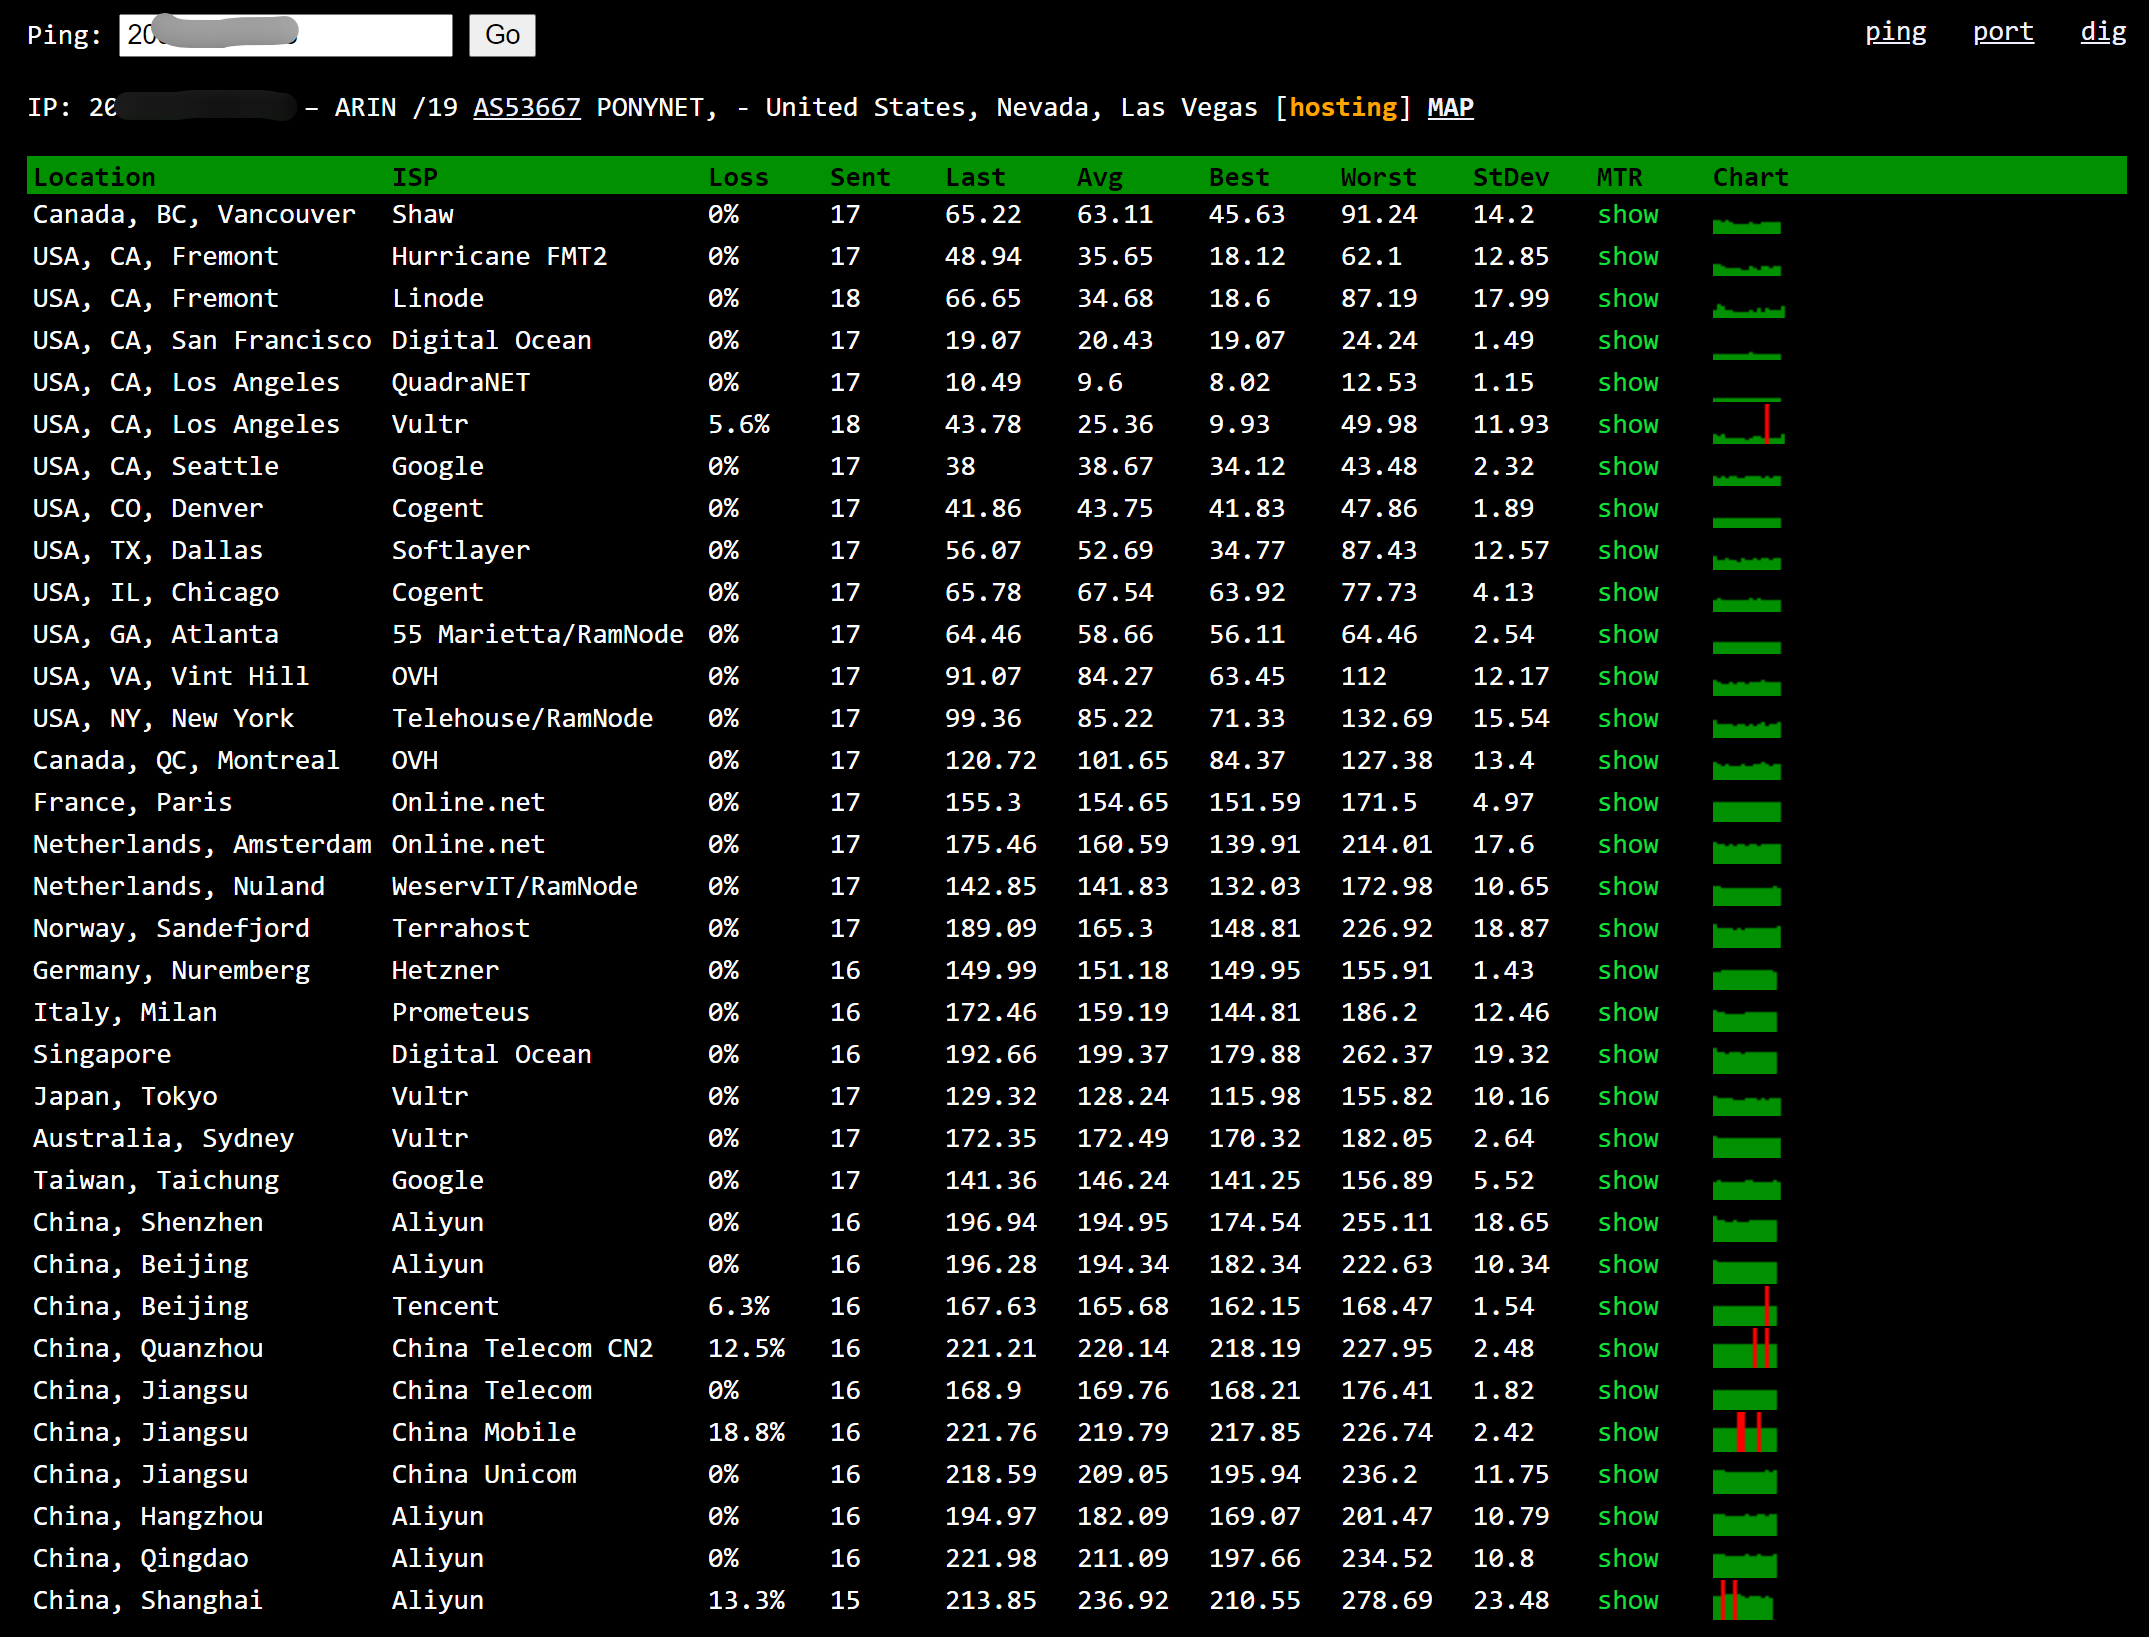 Ping: 20 Go ping port dig
IP: 20 – ARIN /19 AS53667 PONYNET, - United States, Nevada, Las Vegas [hosting] MAP
Location ISP Loss Sent Last Avg Best Worst StDev MTR Chart
Canada, BC, Vancouver Shaw 0% 17 65.22 63.11 45.63 91.24 14.2 show
USA, CA, Fremont Hurricane FMT2 0% 17 48.94 35.65 18.12 62.1 12.85 show
USA, CA, Fremont Linode 0% 18 66.65 34.68 18.6 87.19 17.99 show
USA, CA, San Francisco Digital Ocean 0% 17 19.07 20.43 19.07 24.24 1.49 show
USA, CA, Los Angeles QuadraNET 0% 17 10.49 9.6 8.02 12.53 1.15 show
USA, CA, Los Angeles Vultr 5.6% 18 43.78 25.36 9.93 49.98 11.93 show
USA, CA, Seattle Google 0% 17 38 38.67 34.12 43.48 2.32 show
USA, CO, Denver Cogent 0% 17 41.86 43.75 41.83 47.86 1.89 show
USA, TX, Dallas Softlayer 0% 17 56.07 52.69 34.77 87.43 12.57 show
USA, IL, Chicago Cogent 0% 17 65.78 67.54 63.92 77.73 4.13 show
USA, GA, Atlanta 55 Marietta/RamNode 0% 17 64.46 58.66 56.11 64.46 2.54 show
USA, VA, Vint Hill OVH 0% 17 91.07 84.27 63.45 112 12.17 show
USA, NY, New York Telehouse/RamNode 0% 17 99.36 85.22 71.33 132.69 15.54 show
Canada, QC, Montreal OVH 0% 17 120.72 101.65 84.37 127.38 13.4 show
France, Paris Online.net 0% 17 155.3 154.65 151.59 171.5 4.97 show
Netherlands, Amsterdam Online.net 0% 17 175.46 160.59 139.91 214.01 17.6 show
Netherlands, Nuland WeservIT/RamNode 0% 17 142.85 141.83 132.03 172.98 10.65 show
Norway, Sandefjord Terrahost 0% 17 189.09 165.3 148.81 226.92 18.87 show
Germany, Nuremberg Hetzner 0% 16 149.99 151.18 149.95 155.91 1.43 show
Italy, Milan Prometeus 0% 16 172.46 159.19 144.81 186.2 12.46 show
Singapore Digital Ocean 0% 16 192.66 199.37 179.88 262.37 19.32 show
Japan, Tokyo Vultr 0% 17 129.32 128.24 115.98 155.82 10.16 show
Australia, Sydney Vultr 0% 17 172.35 172.49 170.32 182.05 2.64 show
Taiwan, Taichung Google 0% 17 141.36 146.24 141.25 156.89 5.52 show
China, Shenzhen Aliyun 0% 16 196.94 194.95 174.54 255.11 18.65 show
China, Beijing Aliyun 0% 16 196.28 194.34 182.34 222.63 10.34 show
China, Beijing Tencent 6.3% 16 167.63 165.68 162.15 168.47 1.54 show
China, Quanzhou China Telecom CN2 12.5% 16 221.21 220.14 218.19 227.95 2.48 show
China, Jiangsu China Telecom 0% 16 168.9 169.76 168.21 176.41 1.82 show
China, Jiangsu China Mobile 18.8% 16 221.76 219.79 217.85 226.74 2.42 show
China, Jiangsu China Unicom 0% 16 218.59 209.05 195.94 236.2 11.75 show
China, Hangzhou Aliyun 0% 16 194.97 182.09 169.07 201.47 10.79 show
China, Qingdao Aliyun 0% 16 221.98 211.09 197.66 234.52 10.8 show
China, Shanghai Aliyun 13.3% 15 213.85 236.92 210.55 278.69 23.48 show